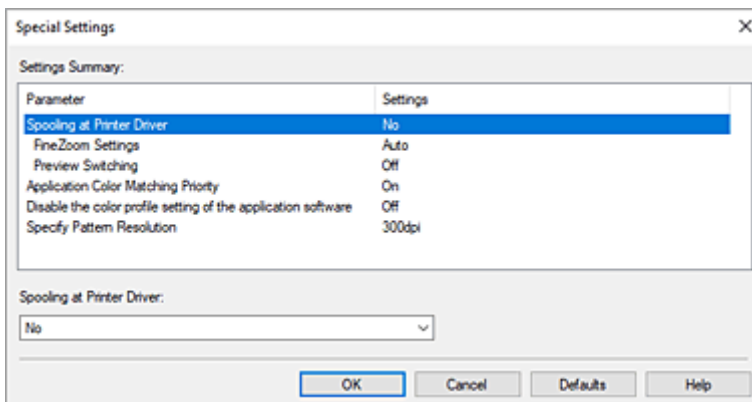 Special Settings
Settings Summary:
Parameter Settings
Spooling at Printer Driver No
FineZoom Settings Auto
Preview Switching Off
Application Color Matching Priority On
Disable the color profile setting of the application software Off
Specify Pattern Resolution 300dpi
Spooling at Printer Driver:
No
OK Cancel Defaults Help